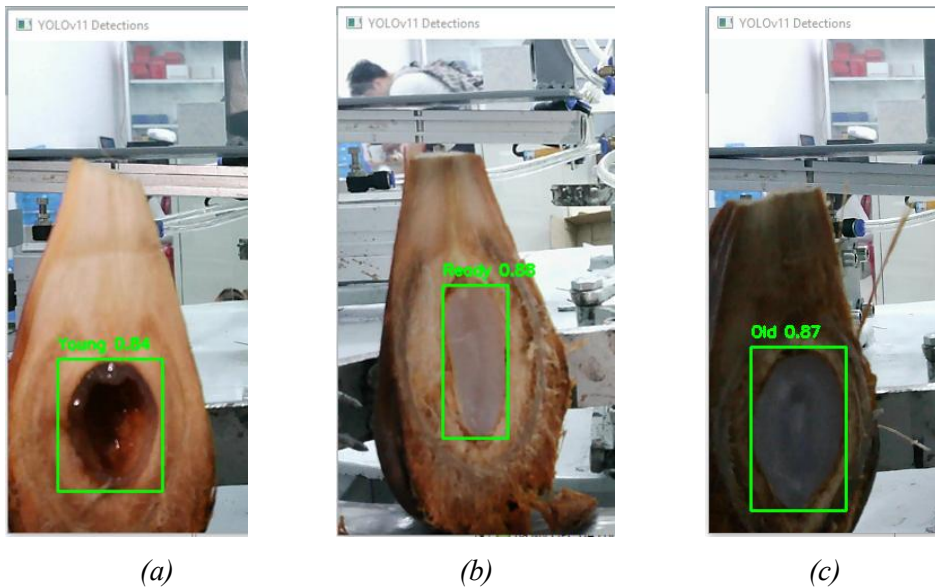 YOLOv11 Detections
YOLOv11 Detections
YOLOv11 Detections
Young 0.84
Ready 0.88
Old 0.87
(a)
(b)
(c)